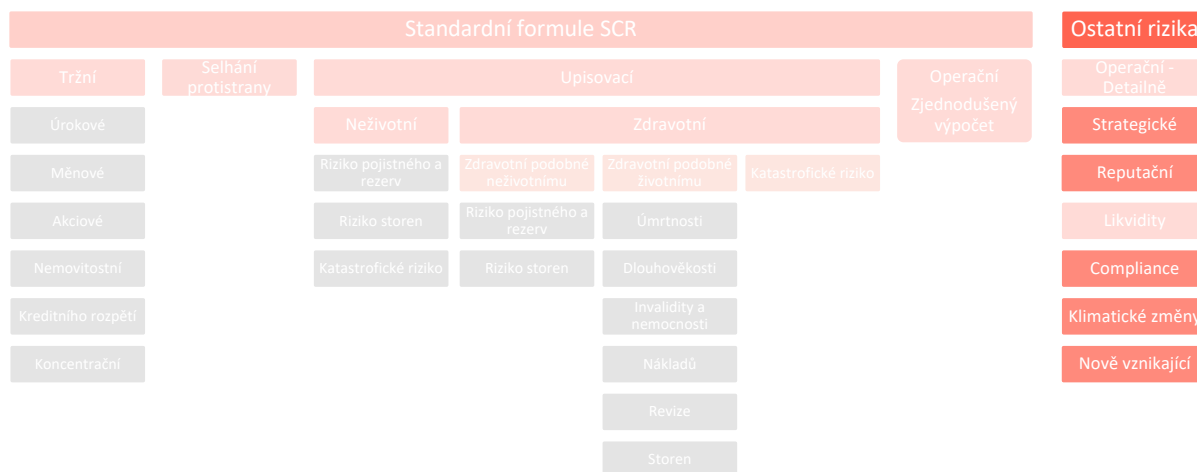 Standardní formule SCR
Ostatní rizika
Tržní
Selhání
protistrany
Upisovací
Operační
Zjednodušený
výpočet
Operační -
Detailně
Úrokové
Neživotní
Zdravotní
Strategické
Měnové
Riziko pojistného a
rezerv
Zdravotní podobné
neživotnímu
Zdravotní podobné
životnímu
Katastrofické riziko
Reputační
Akciové
Riziko storen
Riziko pojistného a
rezerv
Úmrtnosti
Likvidity
Nemovitostní
Katastrofické riziko
Riziko storen
Dlouhověkosti
Compliance
Kreditního rozpětí
Invalidity a
nemocnosti
Klimatické změny
Koncentrační
Nákladů
Nově vznikající
Revize
Storen